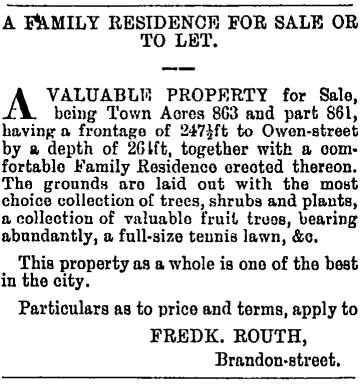 A FAMILY RESIDENCE FOR SALE OR
TO LET.
A VALUABLE PROPERTY for Sale,
being Town Acres 863 and part 861,
having a frontage of 247½ft to Owen-street
by a depth of 264ft, together with a com-
fortable Family Residence erected thereon.
The grounds are laid out with the most
choice collection of trees, shrubs and plants,
a collection of valuable fruit trees, bearing
abundantly, a full-size tennis lawn, &c.
This property as a whole is one of the best
in the city.
Particulars as to price and terms, apply to
FREDK. ROUTH,
Brandon-street.